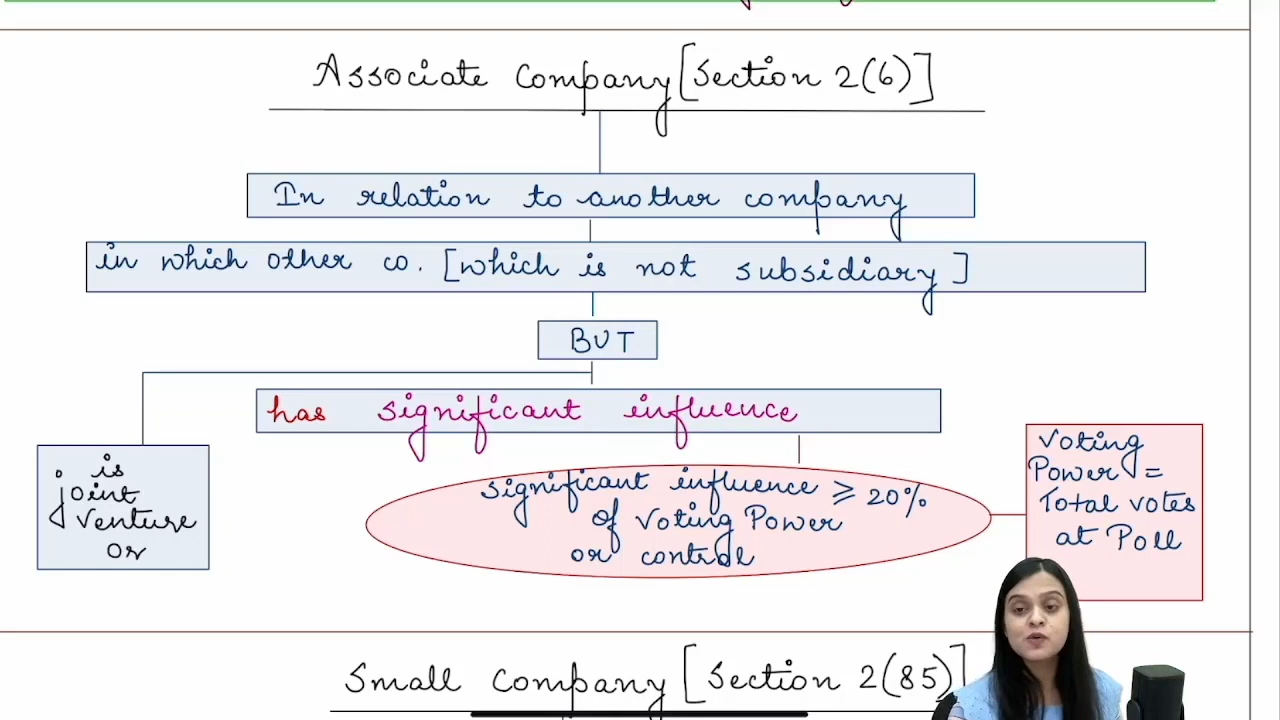 Associate Company [Section 2(6)]
In relation to another company
in which other co. [which is not subsidiary]
BUT
has significant influence
is
joint
venture
or
significant influence ≥ 20%
of voting Power
or control
Voting
Power =
Total votes
at Poll
Small Company [Section 2(85)]